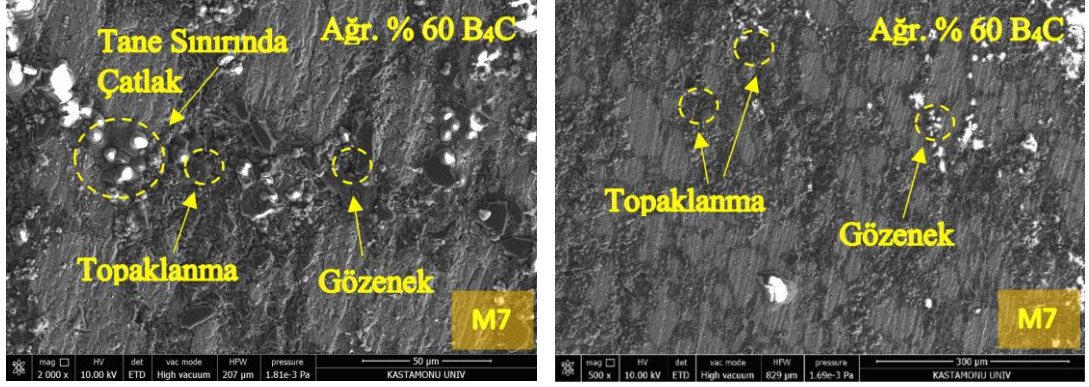 Ağr. % 60 B₄C
Tane Sınırında
Çatlak
Topaklanma
Gözenek
M7
mag □ HV det vac mode HFW pressure
2 000 x 10.00 kV ETD High vacuum 207 µm 1.81e-3 Pa
50 µm
KASTAMONU UNIV
Ağr. % 60 B₄C
Topaklanma
Gözenek
M7
mag □ HV det vac mode HFW pressure
500 x 10.00 kV ETD High vacuum 829 µm 1.69e-3 Pa
300 µm
KASTAMONU UNIV